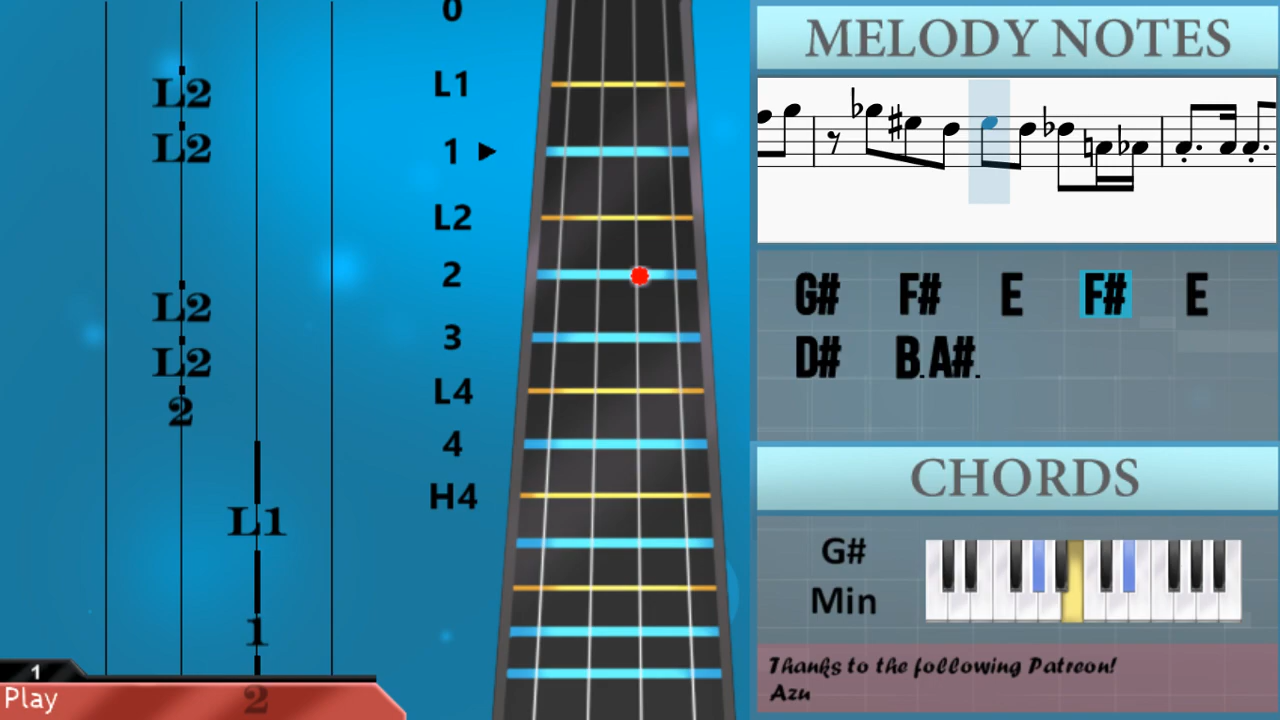 L2
L2
L2
L2
2
L1
1
2
1
Play
0
L1
1
L2
2
3
L4
4
H4
MELODY NOTES
G# F# E F# E
D# B.A#.
CHORDS
G#
Min
Thanks to the following Patreon!
Azu